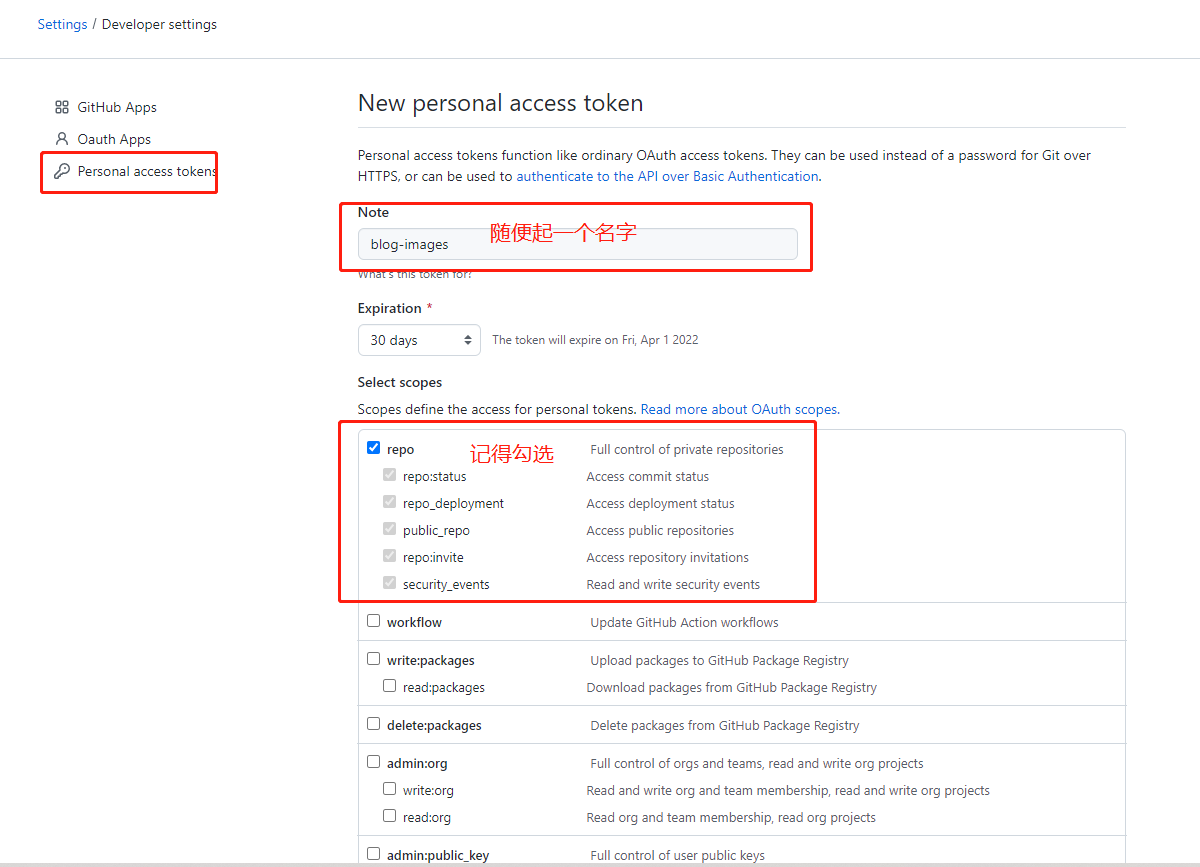 Settings / Developer settings
GitHub Apps
Oauth Apps
Personal access tokens
New personal access token
Personal access tokens function like ordinary OAuth access tokens. They can be used instead of a password for Git over
HTTPS, or can be used to authenticate to the API over Basic Authentication.
Note
blog-images 随便起一个名字
What's this token for?
Expiration *
30 days The token will expire on Fri, Apr 1 2022
Select scopes
Scopes define the access for personal tokens. Read more about OAuth scopes.
repo 记得勾选 Full control of private repositories
repo:status Access commit status
repo_deployment Access deployment status
public_repo Access public repositories
repo:invite Access repository invitations
security_events Read and write security events
workflow Update GitHub Action workflows
write:packages Upload packages to GitHub Package Registry
read:packages Download packages from GitHub Package Registry
delete:packages Delete packages from GitHub Package Registry
admin:org Full control of orgs and teams, read and write org projects
write:org Read and write org and team membership, read and write org projects
read:org Read org and team membership, read org projects
admin:public_key Full control of user public keys